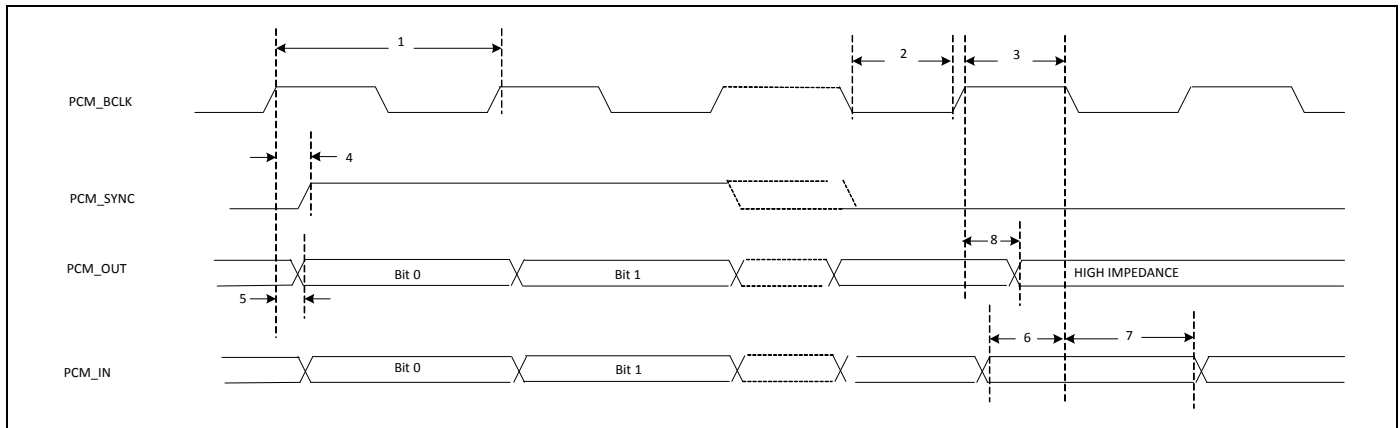 1
2
3
PCM_BCLK
4
PCM_SYNC
8
PCM_OUT
Bit 0
Bit 1
HIGH IMPEDANCE
5
6
7
PCM_IN
Bit 0
Bit 1